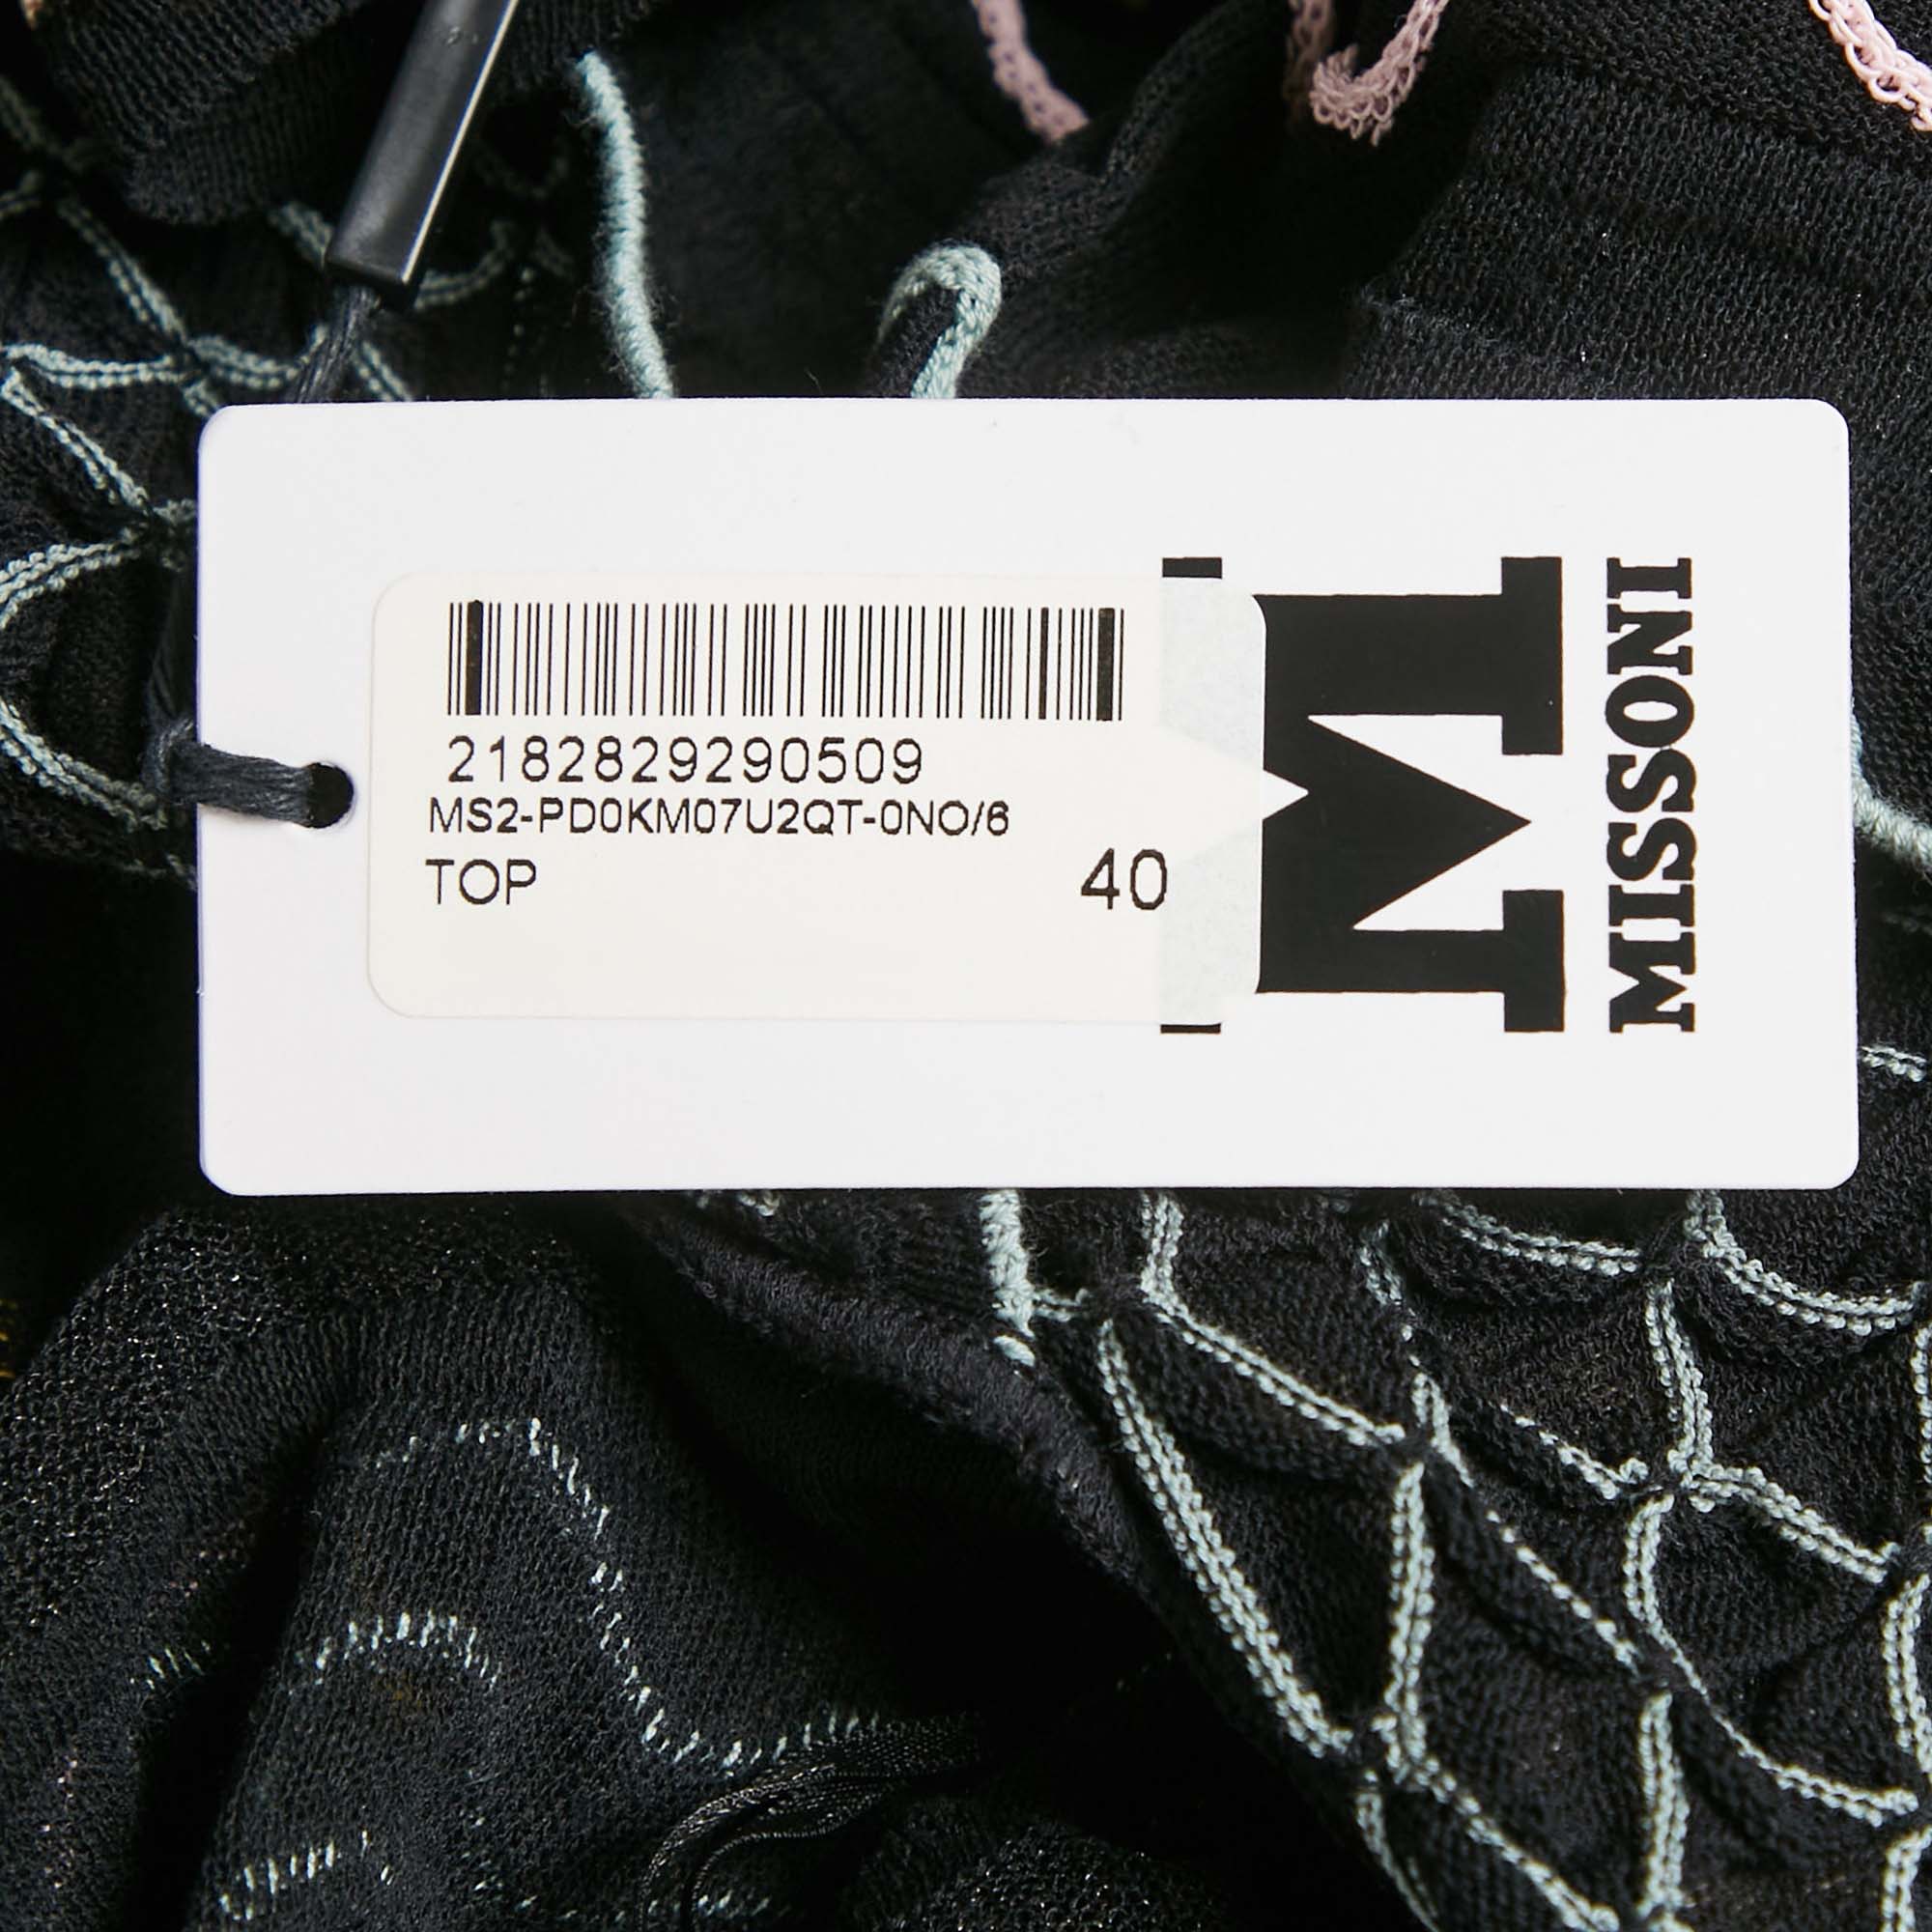 2182829290509
MS2-PD0KM07U2QT-0NO/6
TOP 40
M
MISSONI